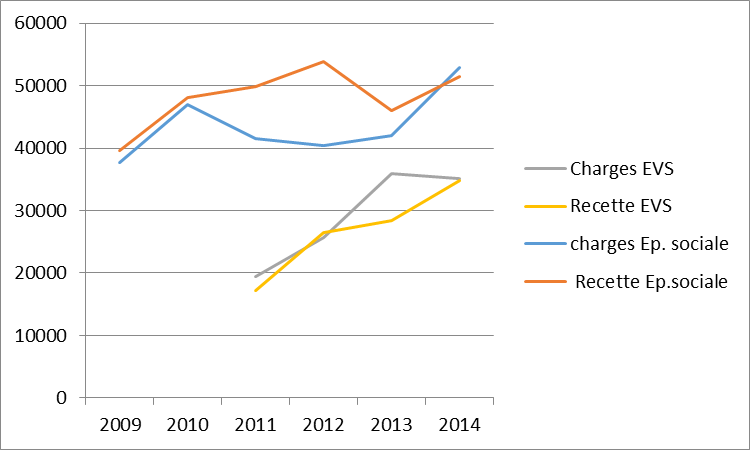 60000
50000
40000
30000
20000
10000
0
2009 2010 2011 2012 2013 2014
Charges EVS
Recette EVS
charges Ep. sociale
Recette Ep.sociale